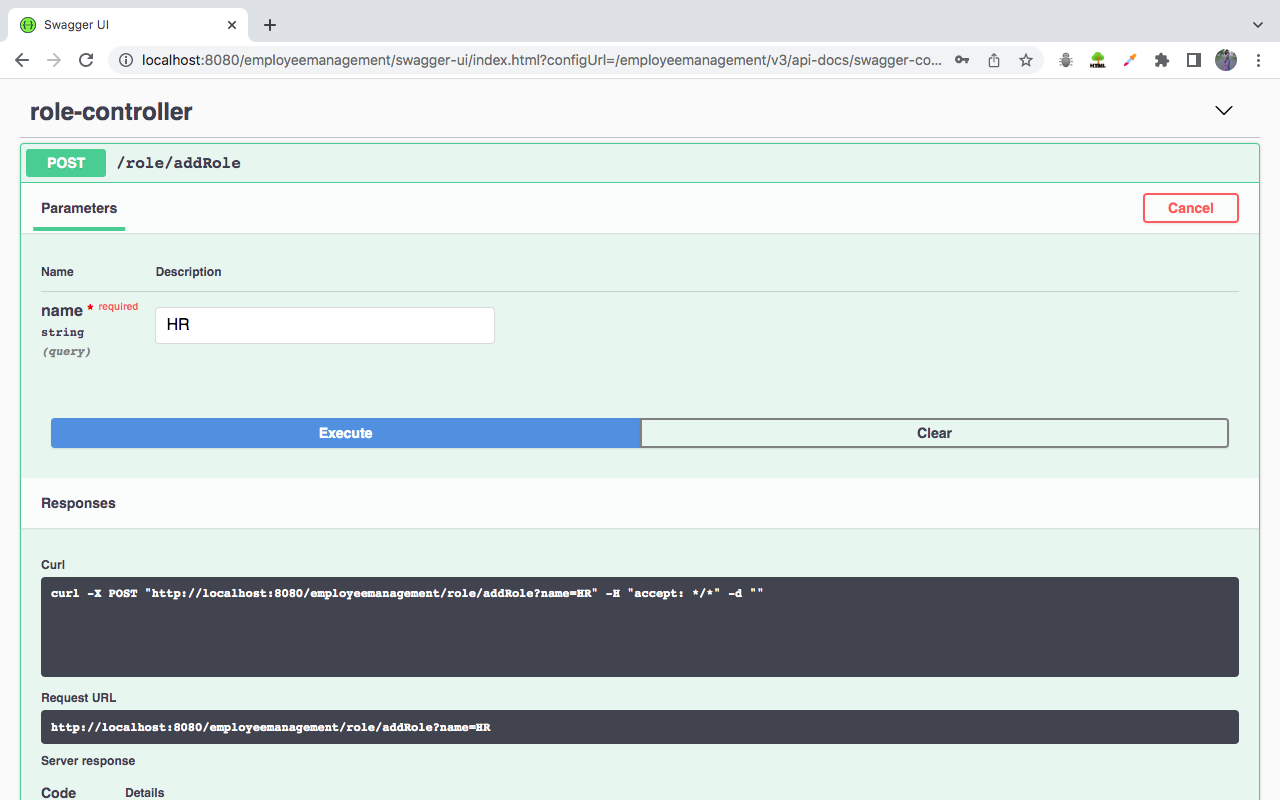 Swagger UI
localhost:8080/employeemanagement/swagger-ui/index.html?configUrl=/employeemanagement/v3/api-docs/swagger-co...
HTML
role-controller
POST /role/addRole
Parameters
Cancel
Name Description
name * required
string
(query)
HR
Execute
Clear
Responses
Curl
curl -X POST "http://localhost:8080/employeemanagement/role/addRole?name=HR" -H "accept: */*" -d ""
Request URL
http://localhost:8080/employeemanagement/role/addRole?name=HR
Server response
Code Details